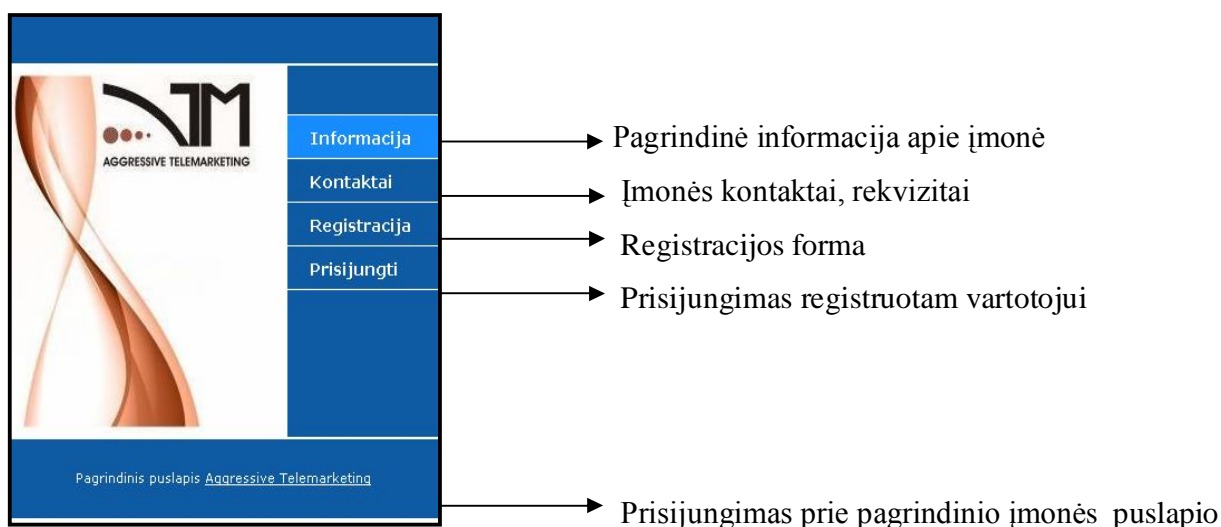 ATM
AGGRESSIVE TELEMARKETING
Informacija
Kontaktai
Registracija
Prisijungti
Pagrindinis puslapis Aggressive Telemarketing
Pagrindinė informacija apie įmonė
Įmonės kontaktai, rekvizitai
Registracijos forma
Prisijungimas registruotam vartotojui
Prisijungimas prie pagrindinio įmonės puslapio